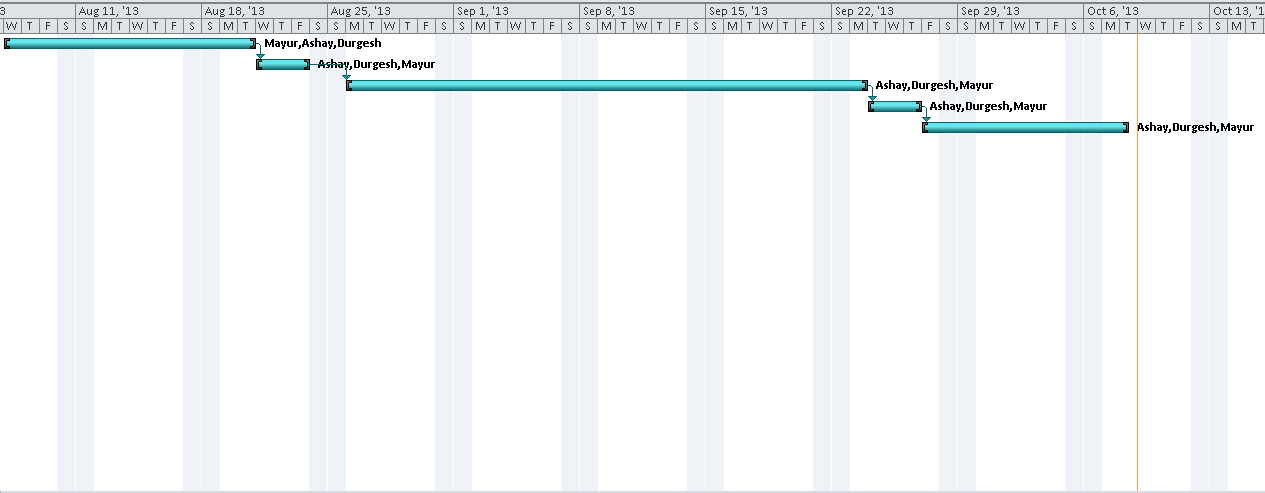 3 Aug 11, '13 Aug 18, '13 Aug 25, '13 Sep 1, '13 Sep 8, '13 Sep 15, '13 Sep 22, '13 Sep 29, '13 Oct 6, '13 Oct 13, '1
W T F S S M T W T F S S M T W T F S S M T W T F S S M T W T F S S M T W T F S S M T W T F S S M T W T F S S M T W T F S S M T W T F S S M T
Mayur,Ashay,Durgesh
Ashay,Durgesh,Mayur
Ashay,Durgesh,Mayur
Ashay,Durgesh,Mayur
Ashay,Durgesh,Mayur